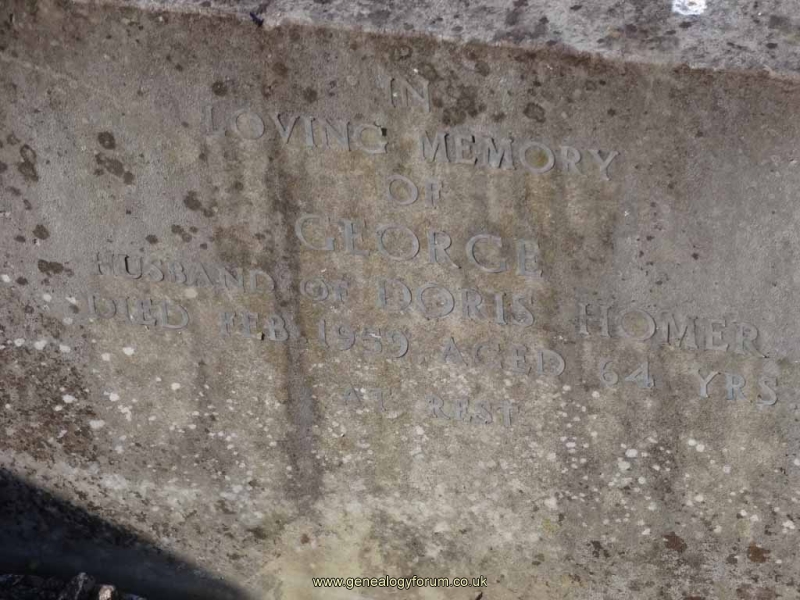 IN
LOVING MEMORY
OF
GEORGE
HUSBAND OF DORIS HOMER
DIED FEB. 1959. AGED 64 YRS.
AT REST
www.genealogyforum.co.uk